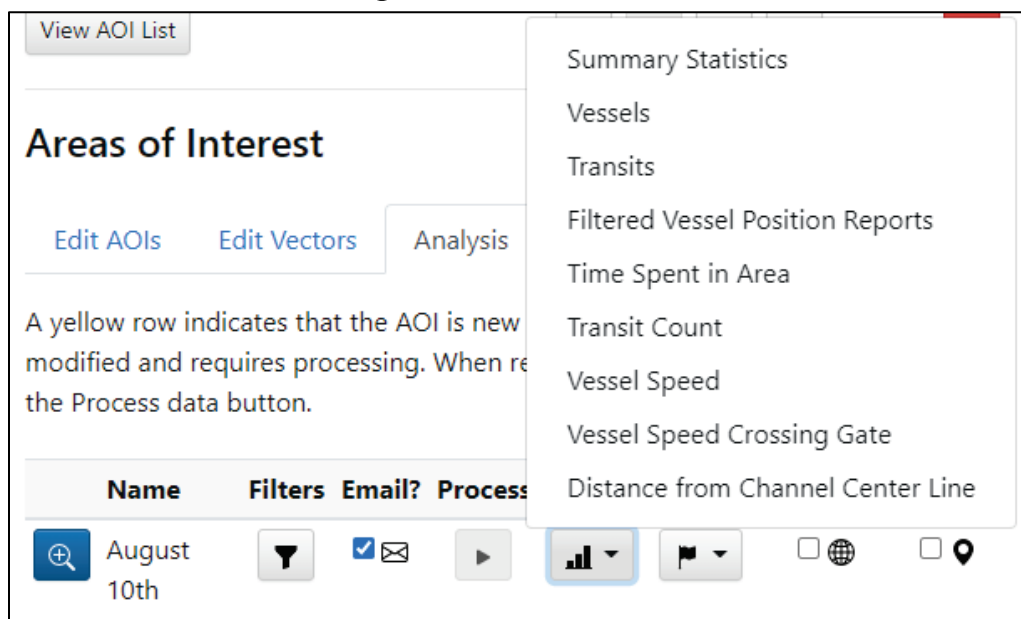 View AOI List
Summary Statistics
Vessels
Transits
Filtered Vessel Position Reports
Time Spent in Area
Transit Count
Vessel Speed
Vessel Speed Crossing Gate
Distance from Channel Center Line
Areas of Interest
Edit AOIs Edit Vectors Analysis
A yellow row indicates that the AOI is new
modified and requires processing. When re
the Process data button.
Name Filters Email? Process
August
10th